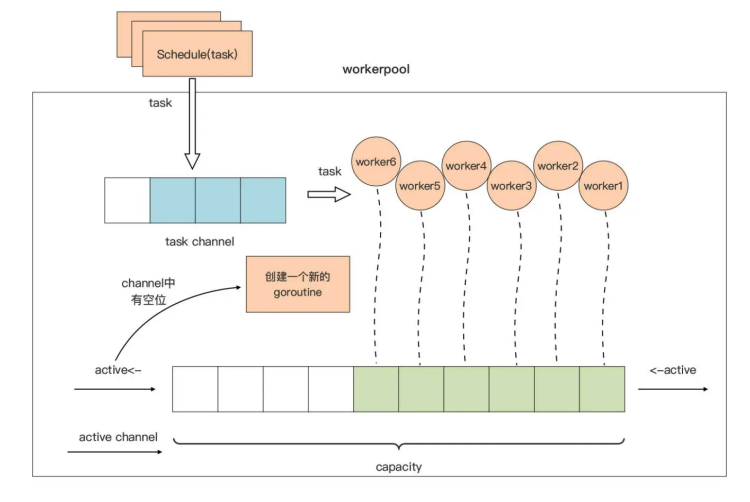 Schedule(task)
workerpool
task
task
worker6
worker5
worker4
worker3
worker2
worker1
task channel
channel中
有空位
创建一个新的
goroutine
active<-
<-active
active channel
capacity